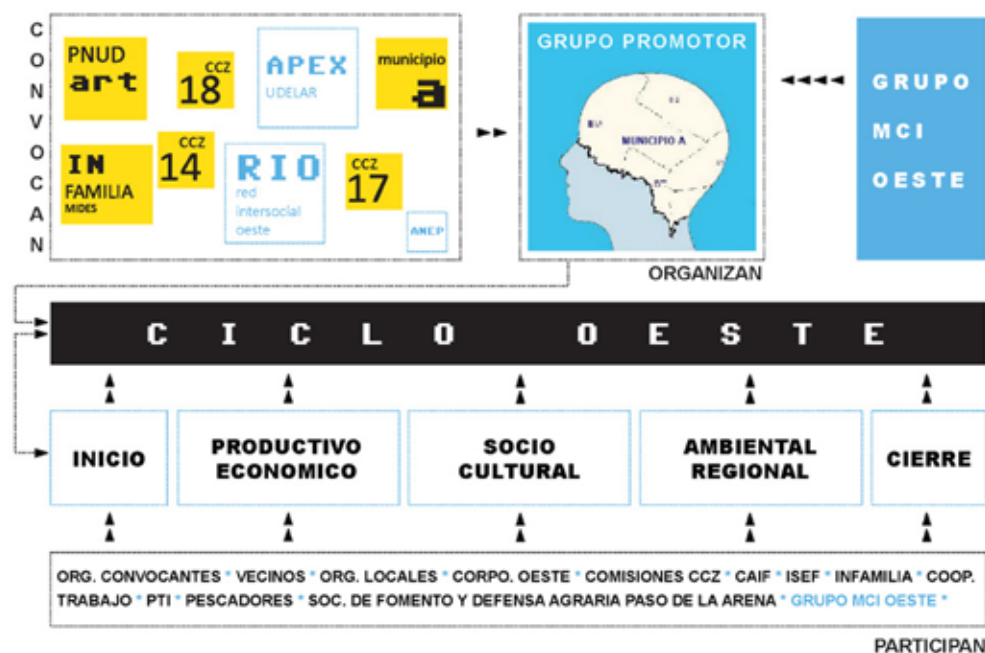 CONVOCAN
PNUD
art
CCZ
18
APEX
UDELAR
municipio
a
IN
FAMILIA
MIDES
CCZ
14
RIO
red
intersocial
oeste
CCZ
17
ANEP
GRUPO PROMOTOR
MUNICIPIO A
ORGANIZAN
GRUPO
MCI
OESTE
CICLO OESTE
INICIO
PRODUCTIVO
ECONOMICO
SOCIO
CULTURAL
AMBIENTAL
REGIONAL
CIERRE
ORG. CONVOCANTES * VECINOS * ORG. LOCALES * CORPO. OESTE * COMISIONES CCZ * CAIF * ISEF * INFAMILIA * COOP.
TRABAJO * PTI * PESCADORES * SOC. DE FOMENTO Y DEFENSA AGRARIA PASO DE LA ARENA * GRUPO MCI OESTE *
PARTICIPAN